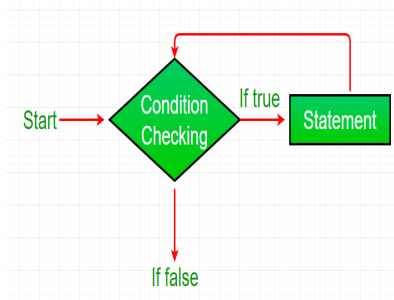 Start
Condition
Checking
If true
Statement
If false